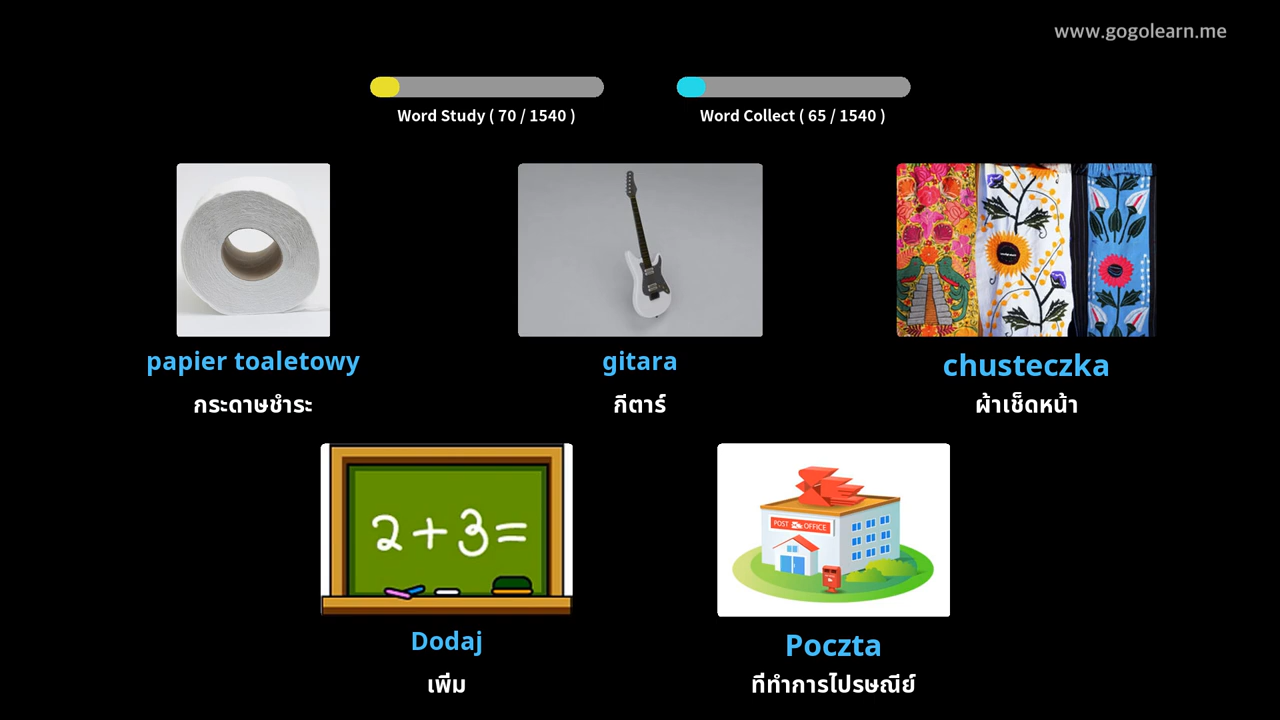 www.gogolearn.me
Word Study ( 70 / 1540 )
Word Collect ( 65 / 1540 )
papier toaletowy
กระดาษชำระ
gitara
กีตาร์
chusteczka
ผ้าเช็ดหน้า
2+3=
POST OFFICE
Dodaj
เพิ่ม
Poczta
ที่ทำการไปรษณีย์